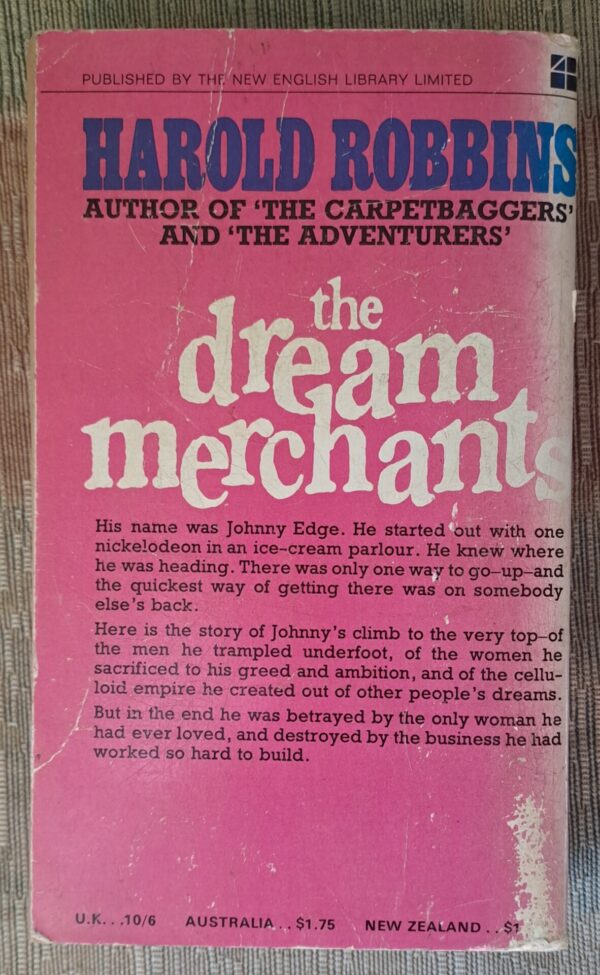 PUBLISHED BY THE NEW ENGLISH LIBRARY LIMITED
HAROLD ROBBINS
AUTHOR OF ‘THE CARPETBAGGERS’
AND ‘THE ADVENTURERS’
the
dream
merchants
His name was Johnny Edge. He started out with one
nickelodeon in an ice-cream parlour. He knew where
he was heading. There was only one way to go–up–and
the quickest way of getting there was on somebody
else’s back.
Here is the story of Johnny’s climb to the very top–of
the men he trampled underfoot, of the women he
sacrificed to his greed and ambition, and of the cellu-
loid empire he created out of other people’s dreams.
But in the end he was betrayed by the only woman he
had ever loved, and destroyed by the business he had
worked so hard to build.
U.K. . .10/6 AUSTRALIA . . $1.75 NEW ZEALAND . . $1